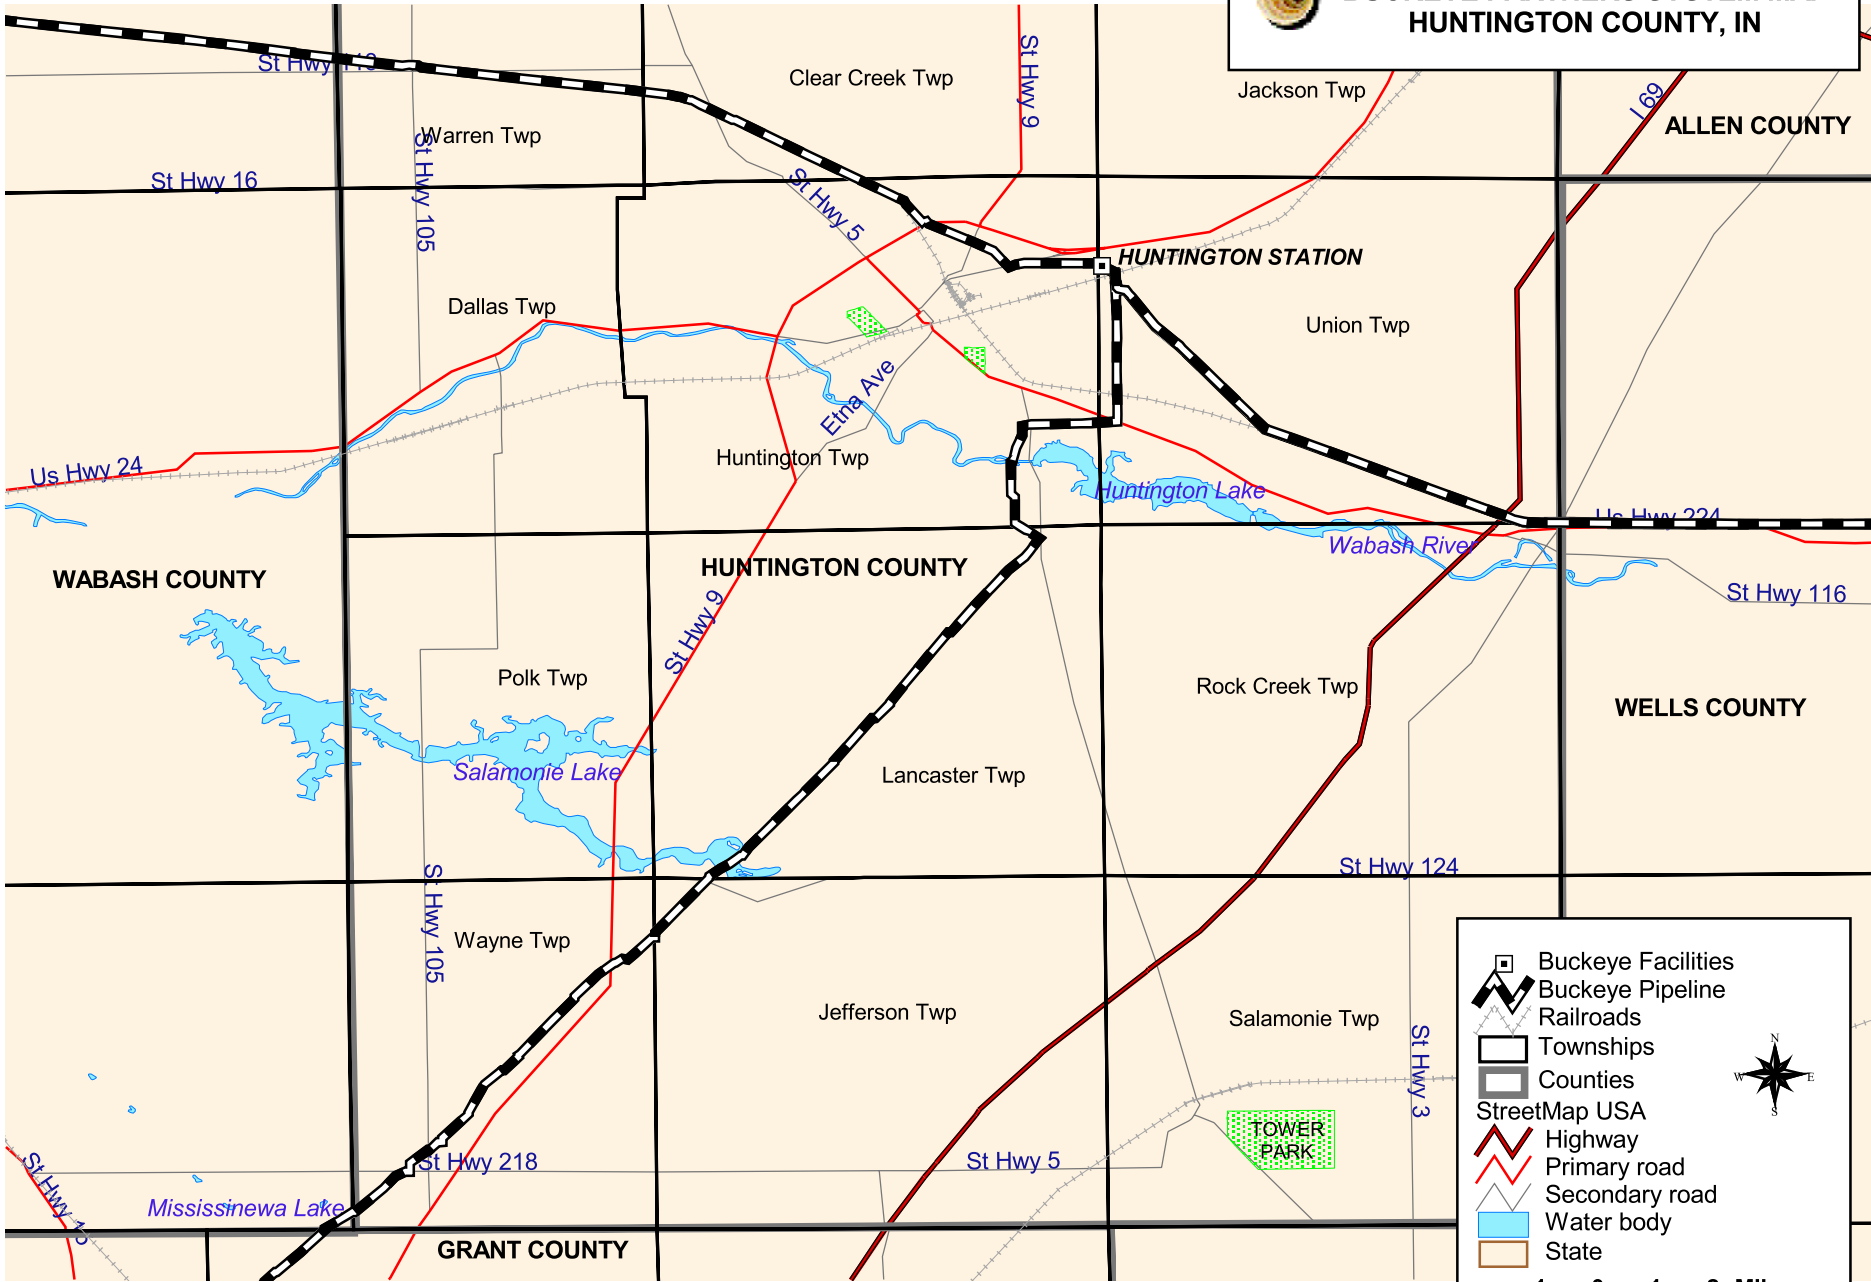 HUNTINGTON COUNTY, IN
St Hwy 9
Clear Creek Twp
Jackson Twp
I 69
ALLEN COUNTY
Warren Twp
St Hwy 16
St Hwy 105
St Hwy 5
HUNTINGTON STATION
Dallas Twp
Union Twp
Etna Ave
Huntington Twp
Us Hwy 24
Huntington Lake
Us Hwy 224
Wabash River
WABASH COUNTY
HUNTINGTON COUNTY
St Hwy 116
St Hwy 9
Polk Twp
Rock Creek Twp
WELLS COUNTY
Salamonie Lake
Lancaster Twp
St Hwy 124
St Hwy 105
Wayne Twp
Jefferson Twp
Salamonie Twp
St Hwy 3
TOWER
PARK
St Hwy 218
St Hwy 5
St Hwy
Mississinewa Lake
GRANT COUNTY
Buckeye Facilities
Buckeye Pipeline
Railroads
Townships
Counties
StreetMap USA
Highway
Primary road
Secondary road
Water body
State
N
W E
S